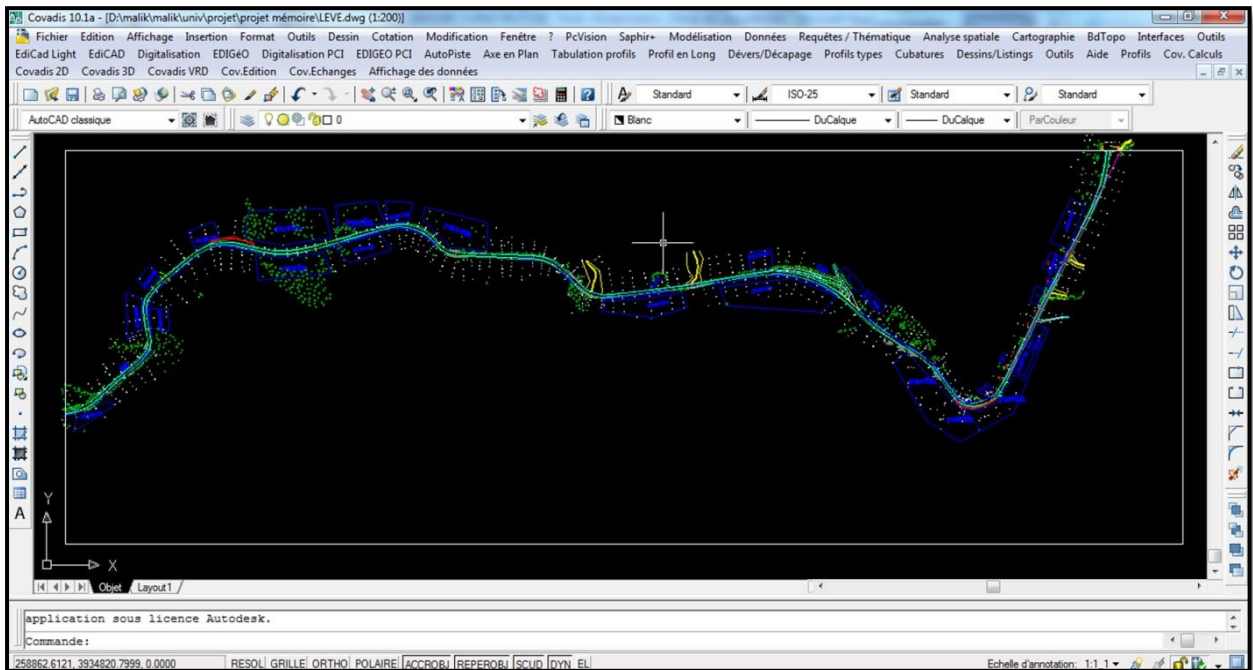 Covadis 10.1a - [D:\malik\malik\univ\projet\projet mémoire\LEVE.dwg (1:200)]
Fichier Edition Affichage Insertion Format Outils Dessin Cotation Modification Fenêtre ? PcVision Saphir+ Modélisation Données Requêtes / Thématique Analyse spatiale Cartographie BdTopo Interfaces Outils
EdiCad Light EdiCAD Digitalisation EDIGéO Digitalisation PCI EDIGEO PCI AutoPiste Axe en Plan Tabulation profils Profil en Long Dévers/Décapage Profils types Cubatures Dessins/Listings Outils Aide Profils Cov. Calculs
Covadis 2D Covadis 3D Covadis VRD Cov.Edition Cov.Echanges Affichage des données
Standard ISO-25 Standard Standard
AutoCAD classique 0 Blanc DuCalque DuCalque ParCouleur
Y
A
X
Objet Layout1
application sous licence Autodesk.
Commande:
258862.6121, 3934820.7999, 0.0000 RESOL GRILLE ORTHO POLAIRE ACCROBJ REPEROBJ SCUD DYN EL Echelle d'annotation: 1:1